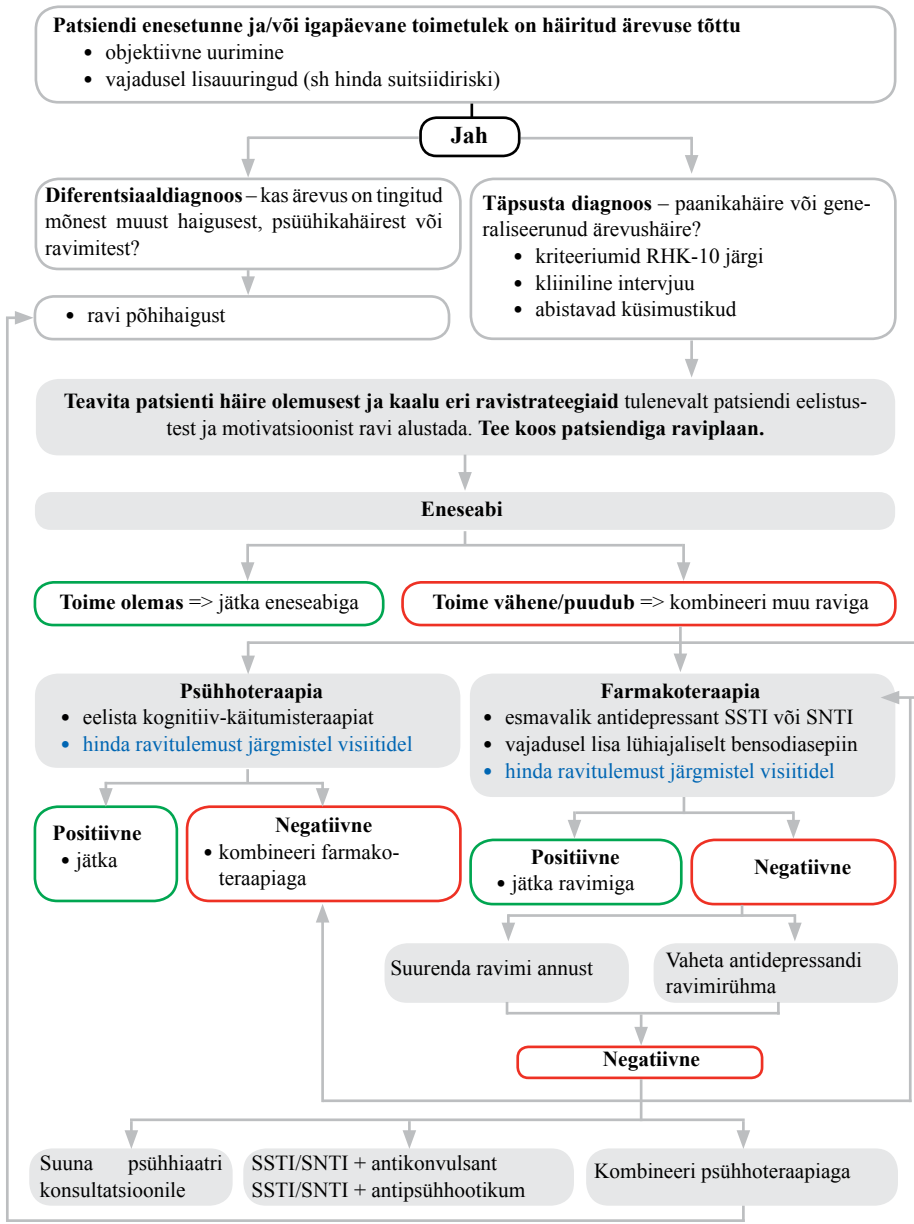 Patsiendi enesetunne ja/või igapäevane toimetulek on häiritud ärevuse tõttu
• objektiivne uurimine
• vajadusel lisauuringud (sh hinda suitsiidiriski)
Jah
Diferentsiaaldiagnoos – kas ärevus on tingitud
mõnest muust haigusest, psüühikahäirest või
ravimitest?
• ravi põhihaigust
Täpsusta diagnoos – paanikahäire või gene-
raliseerunud ärevushäire?
• kriteeriumid RHK-10 järgi
• kliiniline intervjuu
• abistavad küsimustikud
Teavita patsienti häire olemusest ja kaalu eri ravistrateegiaid tulenevalt patsiendi eelistus-
test ja motivatsioonist ravi alustada. Tee koos patsiendiga raviplaan.
Eneseabi
Toime olemas => jätka eneseabiga
Toime vähene/puudub => kombineeri muu raviga
Psühhoteraapia
• eelista kognitiiv-käitumisteraapiat
• hinda ravitulemust järgmistel visiitidel
Farmakoteraapia
• esmavalik antidepressant SSTI või SNTI
• vajadusel lisa lühiajaliselt bensodiasepiin
• hinda ravitulemust järgmistel visiitidel
Positiivne
• jätka
Negatiivne
• kombineeri farmako-
teraapiaga
Positiivne
• jätka ravimiga
Negatiivne
Suurenda ravimi annust
Vaheta antidepressandi
ravimirühma
Negatiivne
Suuna psühhiaatri
konsultatsioonile
SSTI/SNTI + antikonvulsant
SSTI/SNTI + antipsühhootikum
Kombineeri psühhoteraapiaga